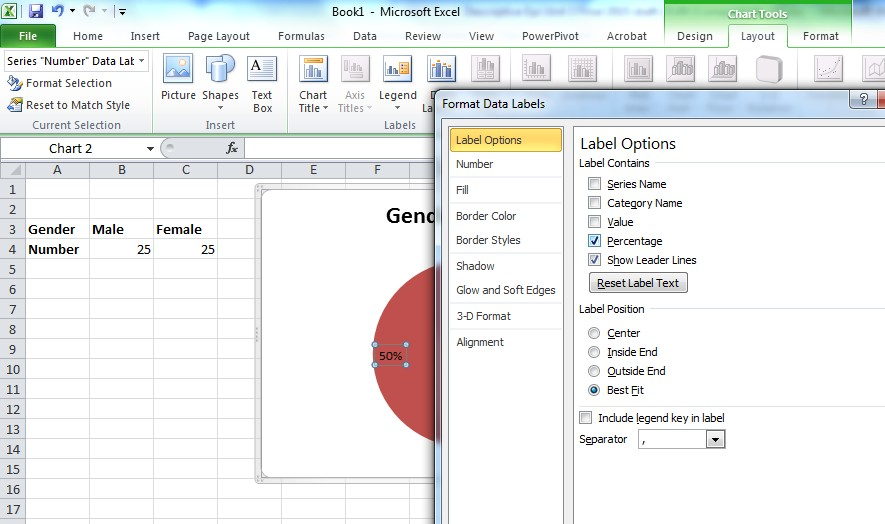 Book1 - Microsoft Excel
Chart Tools
File Home Insert Page Layout Formulas Data Review View PowerPivot Acrobat Design Layout Format
Series "Number" Data Lab
Format Selection
Reset to Match Style
Current Selection
Picture Shapes Text Box
Insert
Chart Title Axis Titles Legend
Labels
Chart 2 fx
A B C D E F
1
2
3 Gender Male Female
4 Number 25 25
5
6
7
8
9
10
11
12
13
14
15
16
17
Gend
50%
Format Data Labels ?
Label Options
Number
Fill
Border Color
Border Styles
Shadow
Glow and Soft Edges
3-D Format
Alignment
Label Options
Label Contains
Series Name
Category Name
Value
Percentage
Show Leader Lines
Reset Label Text
Label Position
Center
Inside End
Outside End
Best Fit
Include legend key in label
Separator ,